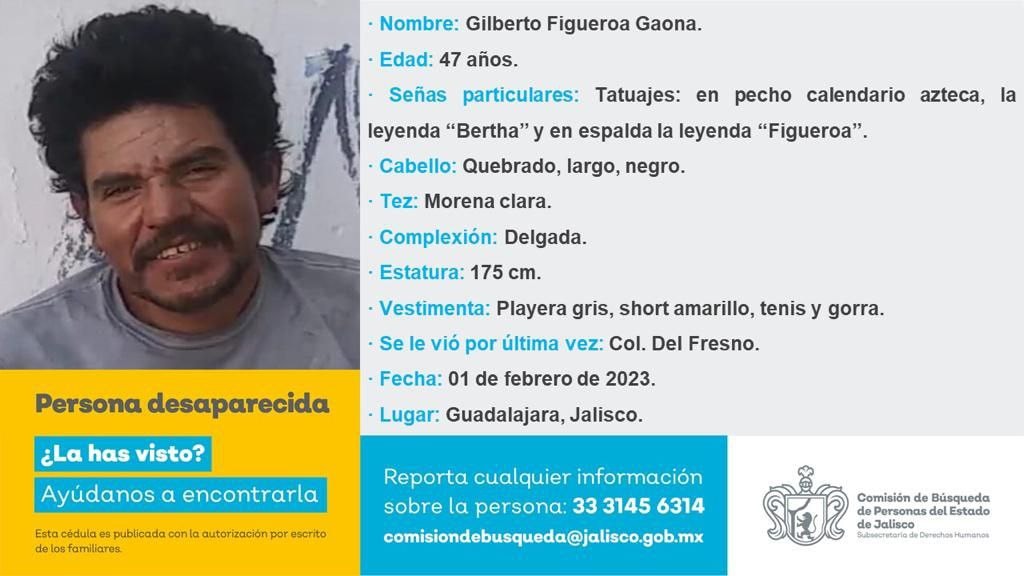 · Nombre: Gilberto Figueroa Gaona.
· Edad: 47 años.
· Señas particulares: Tatuajes: en pecho calendario azteca, la
leyenda “Bertha” y en espalda la leyenda “Figueroa”.
· Cabello: Quebrado, largo, negro.
· Tez: Morena clara.
· Complexión: Delgada.
· Estatura: 175 cm.
· Vestimenta: Playera gris, short amarillo, tenis y gorra.
· Se le vió por última vez: Col. Del Fresno.
· Fecha: 01 de febrero de 2023.
· Lugar: Guadalajara, Jalisco.
Persona desaparecida
¿La has visto?
Ayúdanos a encontrarla
Esta cédula es publicada con la autorización por escrito
de los familiares.
Reporta cualquier información
sobre la persona: 33 3145 6314
comisiondebusqueda@jalisco.gob.mx
Comisión de Búsqueda
de Personas del Estado
de Jalisco
Subsecretaría de Derechos Humanos